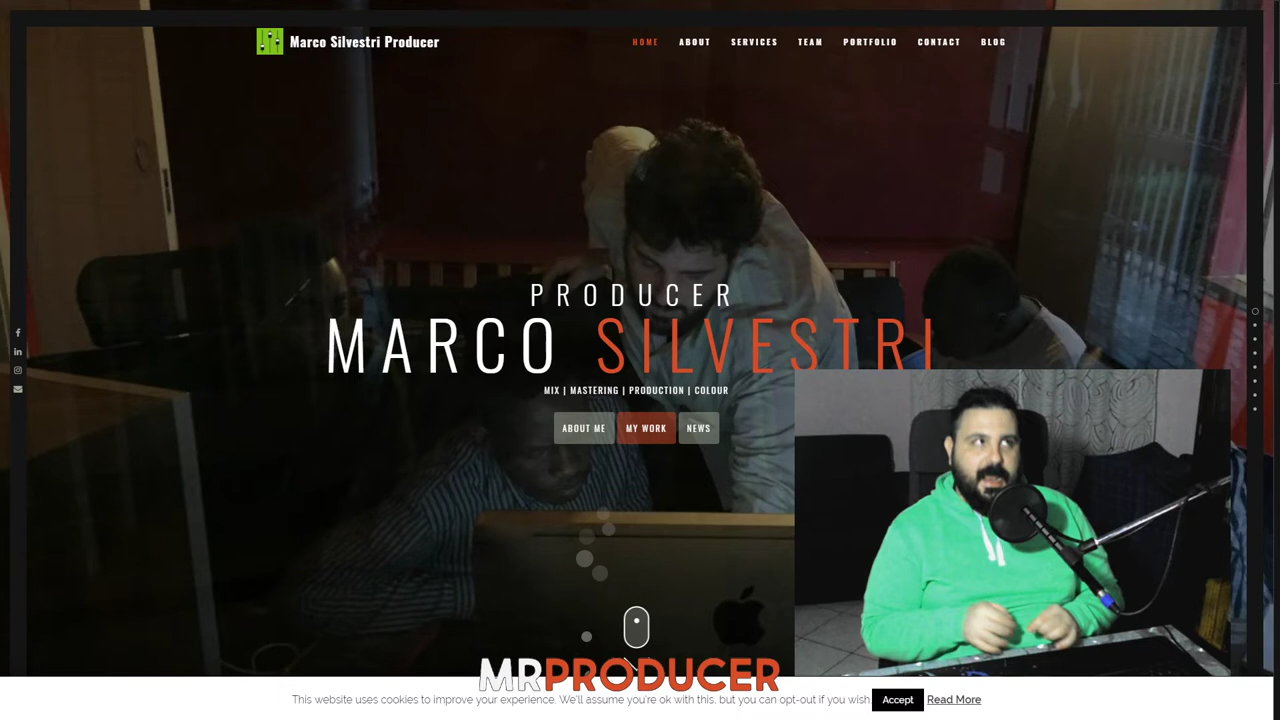 Marco Silvestri Producer
HOME ABOUT SERVICES TEAM PORTFOLIO CONTACT BLOG
PRODUCER
MARCO SILVESTRI
MIX | MASTERING | PRODUCTION | COLOUR
ABOUT ME MY WORK NEWS
MRPRODUCER
This website uses cookies to improve your experience. We'll assume you're ok with this, but you can opt-out if you wish. Accept Read More